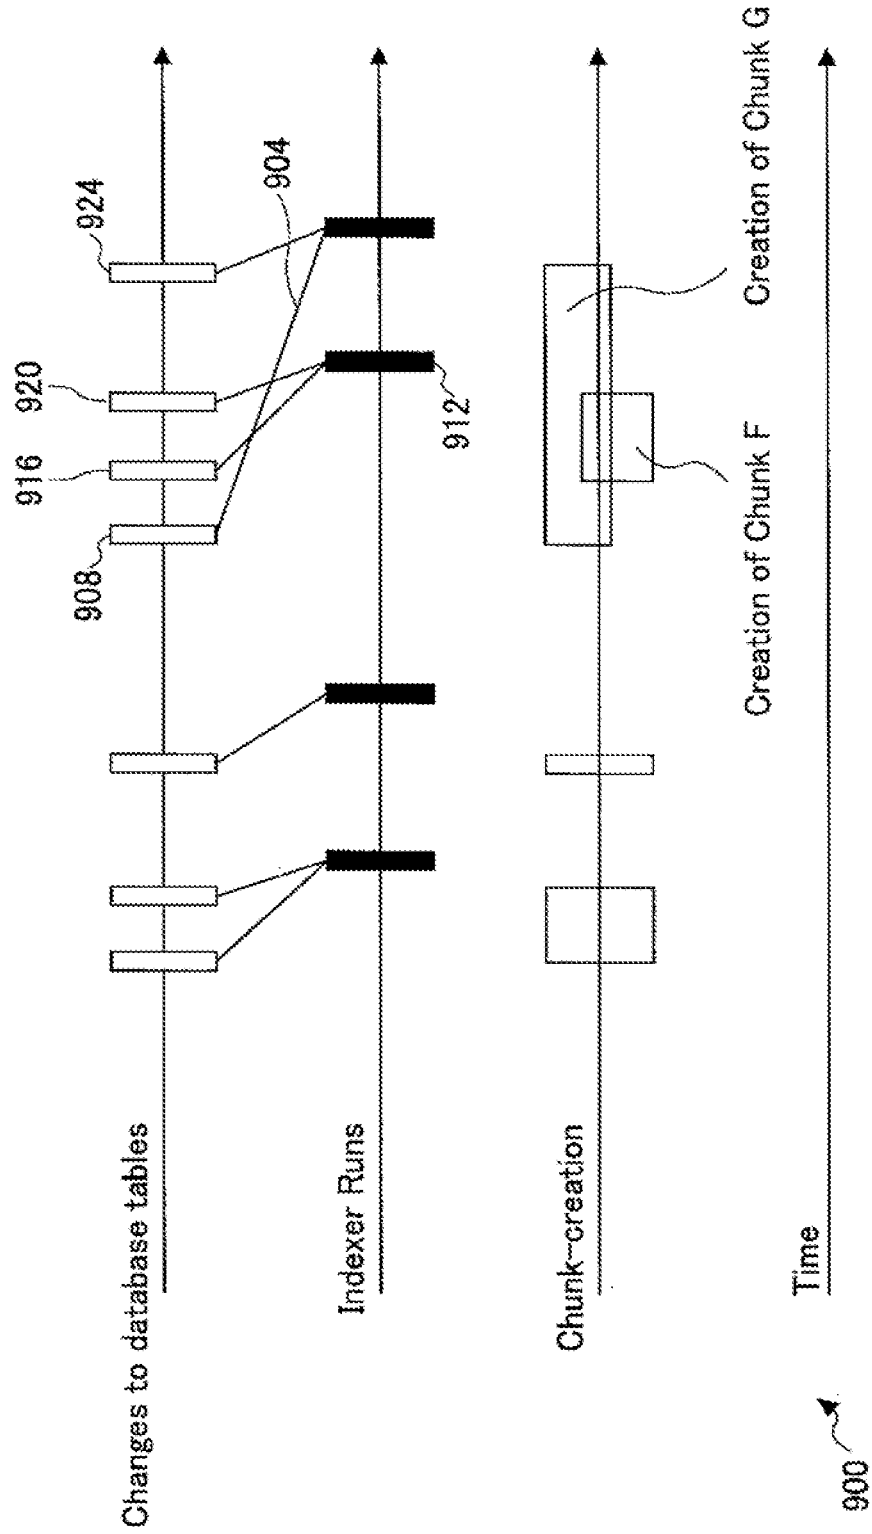 Changes to database tables
908
916
920
924
904
Indexer Runs
912
Chunk-creation
Creation of Chunk F
Creation of Chunk G
Time
900